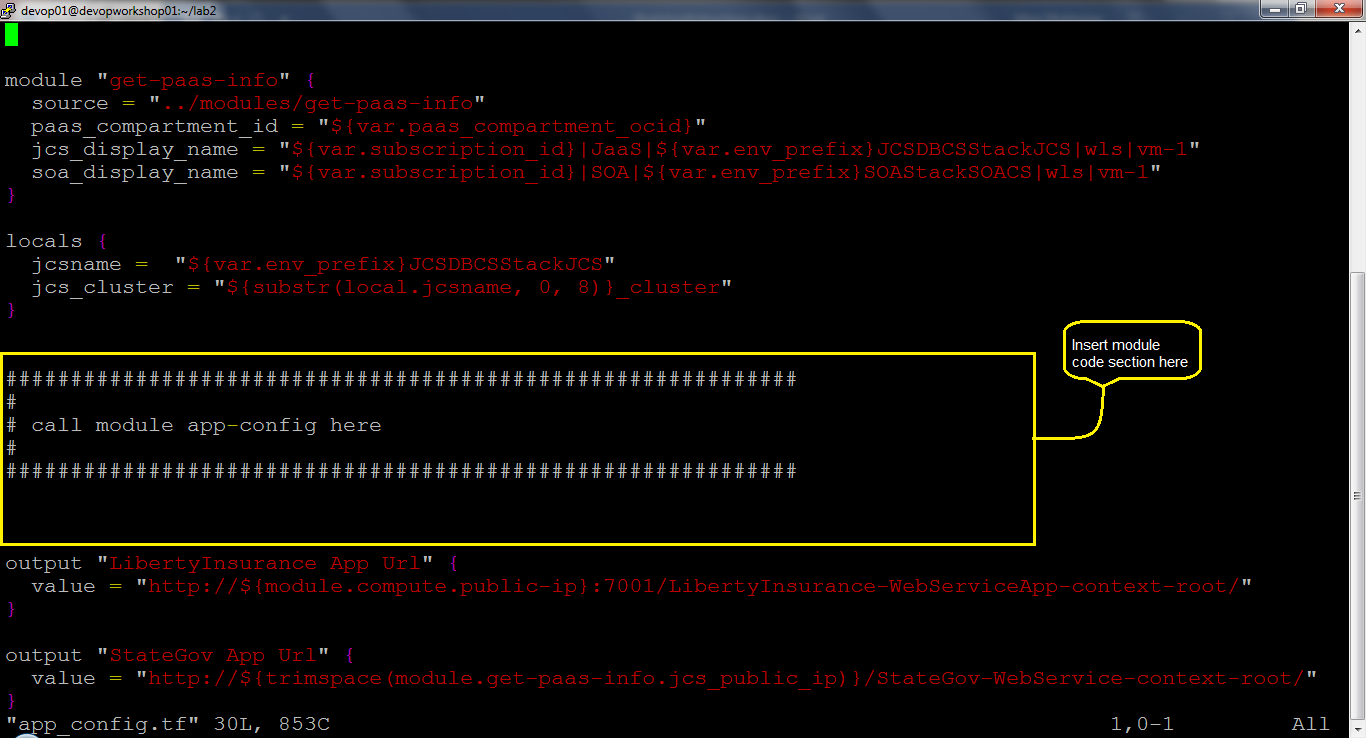 devop01@devopworkshop01:~/lab2
module "get-paas-info" {
  source = "../modules/get-paas-info"
  paas_compartment_id = "${var.paas_compartment_ocid}"
  jcs_display_name = "${var.subscription_id}|JaaS|${var.env_prefix}JCSDBCSStackJCS|wls|vm-1"
  soa_display_name = "${var.subscription_id}|SOA|${var.env_prefix}SOAStackSOACS|wls|vm-1"
}
locals {
  jcsname =  "${var.env_prefix}JCSDBCSStackJCS"
  jcs_cluster = "${substr(local.jcsname, 0, 8)}_cluster"
}
Insert module
code section here
#############################################################
#
# call module app-config here
#
#############################################################
output "LibertyInsurance App Url" {
  value = "http://${module.compute.public-ip}:7001/LibertyInsurance-WebServiceApp-context-root/"
}
output "StateGov App Url" {
  value = "http://${trimspace(module.get-paas-info.jcs_public_ip)}/StateGov-WebService-context-root/"
}
"app_config.tf" 30L, 853C 1,0-1 All